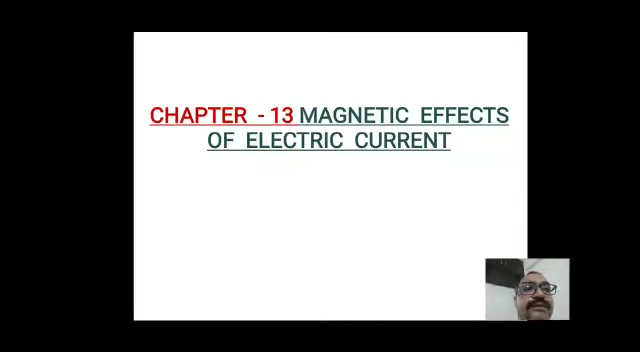 CHAPTER - 13 MAGNETIC EFFECTS
OF ELECTRIC CURRENT